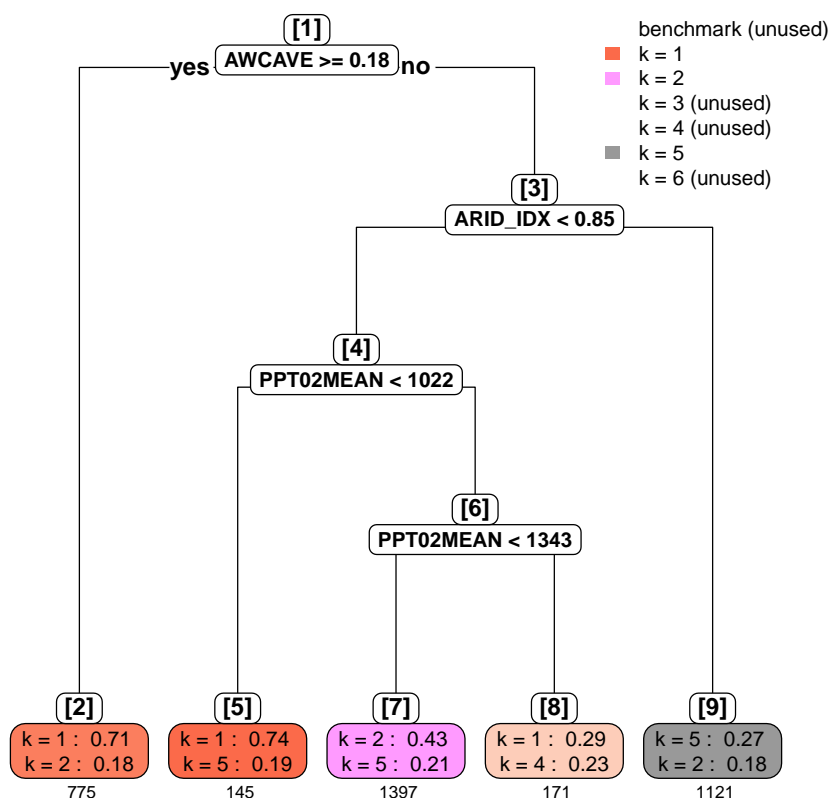 [1]
AWCAVE >= 0.18
yes
no
benchmark (unused)
k = 1
k = 2
k = 3 (unused)
k = 4 (unused)
k = 5
k = 6 (unused)
[3]
ARID_IDX < 0.85
[4]
PPT02MEAN < 1022
[6]
PPT02MEAN < 1343
[2]
k = 1 : 0.71
k = 2 : 0.18
775
[5]
k = 1 : 0.74
k = 5 : 0.19
145
[7]
k = 2 : 0.43
k = 5 : 0.21
1397
[8]
k = 1 : 0.29
k = 4 : 0.23
171
[9]
k = 5 : 0.27
k = 2 : 0.18
1121